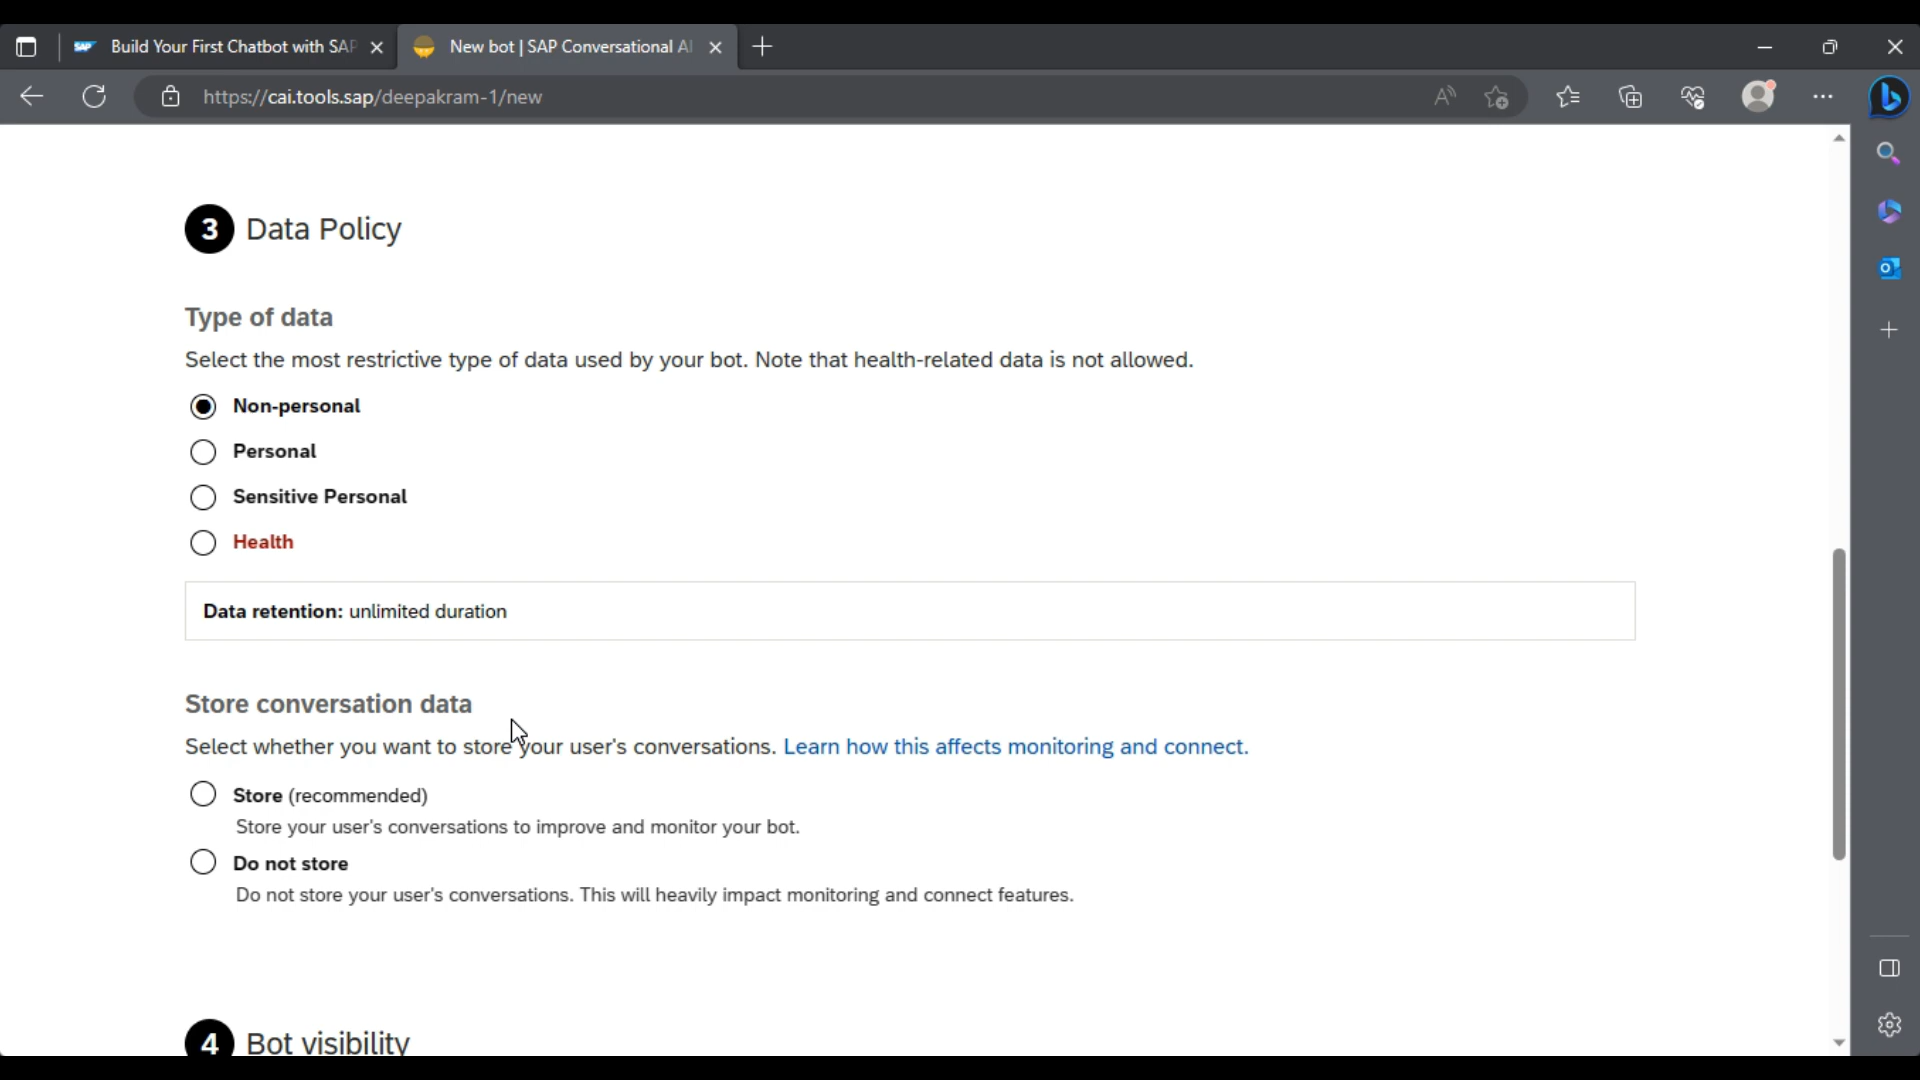 Build Your First Chatbot with SAP
New bot | SAP Conversational AI
https://cai.tools.sap/deepakram-1/new
3 Data Policy
Type of data
Select the most restrictive type of data used by your bot. Note that health-related data is not allowed.
Non-personal
Personal
Sensitive Personal
Health
Data retention: unlimited duration
Store conversation data
Select whether you want to store your user's conversations. Learn how this affects monitoring and connect.
Store (recommended)
Store your user's conversations to improve and monitor your bot.
Do not store
Do not store your user's conversations. This will heavily impact monitoring and connect features.
4 Bot visibility